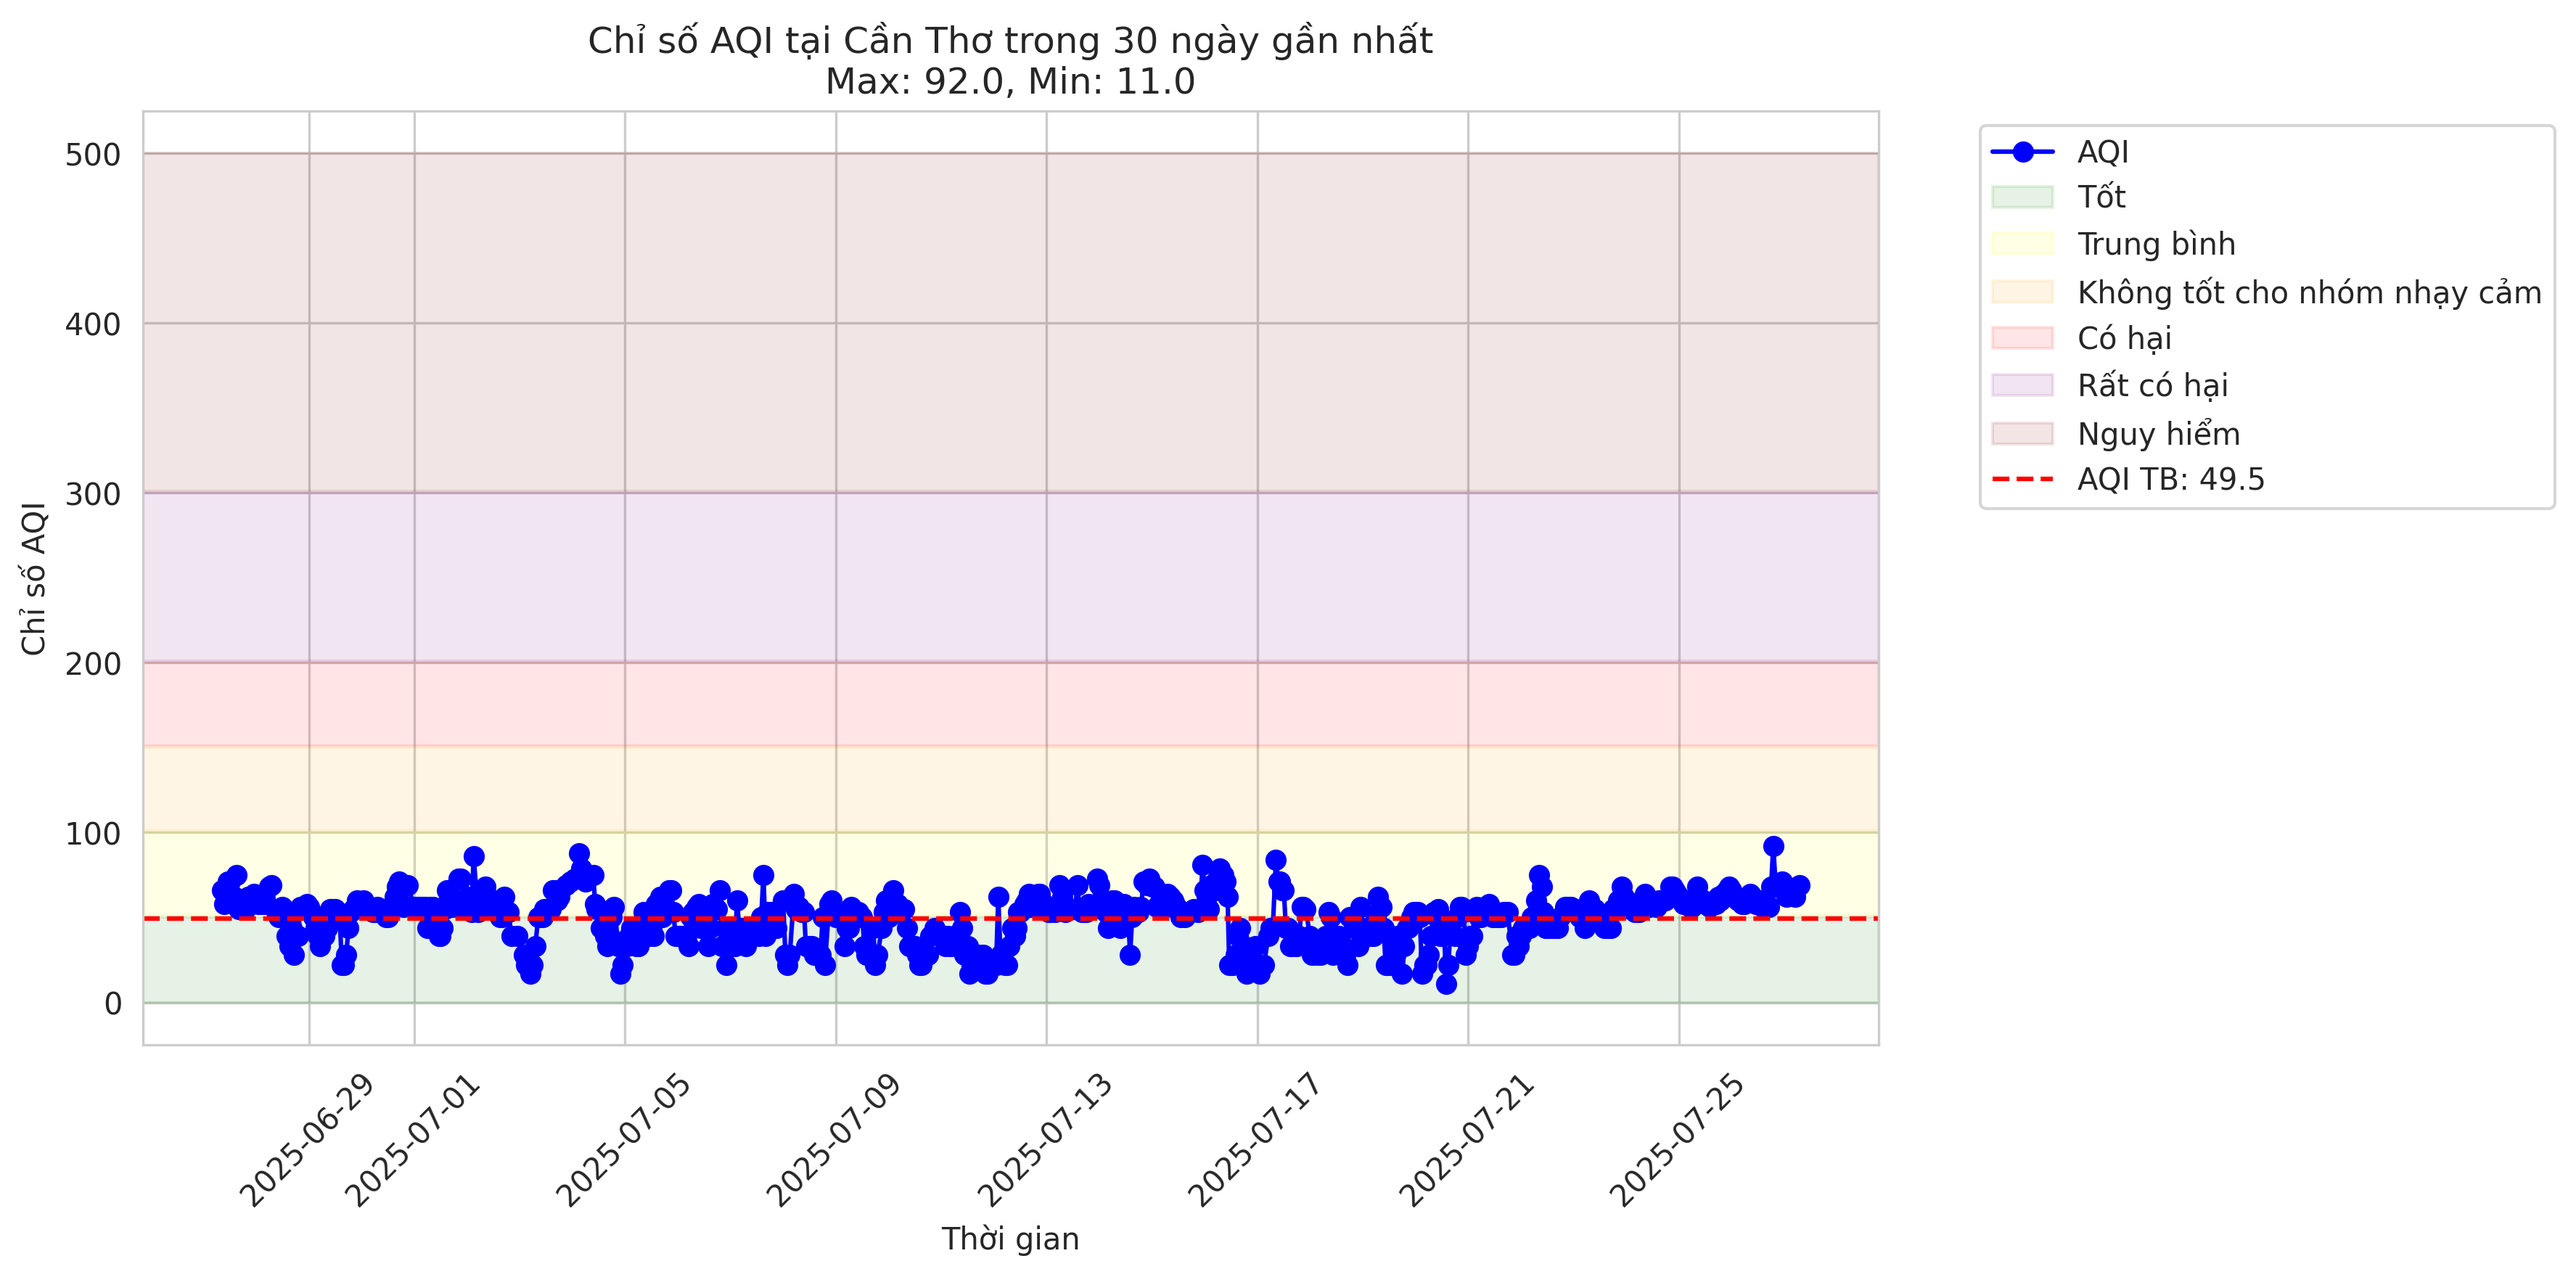 Chỉ số AQI tại Cần Thơ trong 30 ngày gần nhất
Max: 92.0, Min: 11.0
Chỉ số AQI
500
400
300
200
100
0
2025-06-29
2025-07-01
2025-07-05
2025-07-09
2025-07-13
2025-07-17
2025-07-21
2025-07-25
Thời gian
AQI
Tốt
Trung bình
Không tốt cho nhóm nhạy cảm
Có hại
Rất có hại
Nguy hiểm
AQI TB: 49.5